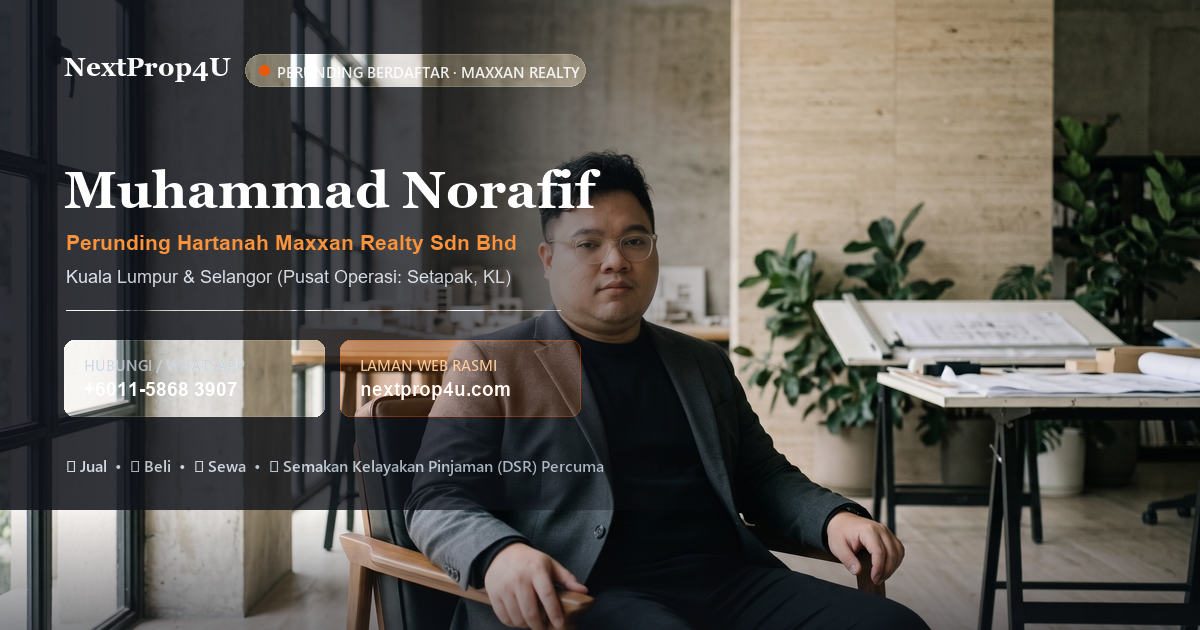 NextProp4U
PERUNDING BERDAFTAR · MAXXAN REALTY
Muhammad Norafif
Perunding Hartanah Maxxan Realty Sdn Bhd
Kuala Lumpur & Selangor (Pusat Operasi: Setapak, KL)
HUBUNGI / WHATSAPP
+6011-5868 3907
LAMAN WEB RASMI
nextprop4u.com
Jual • Beli • Sewa • Semakan Kelayakan Pinjaman (DSR) Percuma